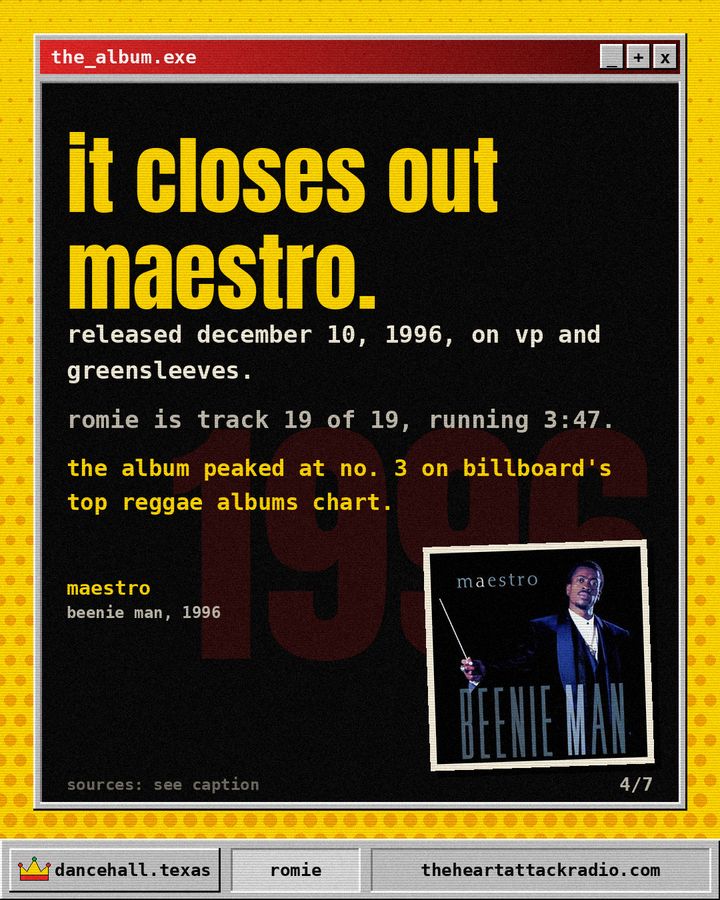 the_album.exe
_ + x
it closes out
maestro.
released december 10, 1996, on vp and
greensleeves.
romie is track 19 of 19, running 3:47.
the album peaked at no. 3 on billboard's
top reggae albums chart.
1996
maestro
beenie man, 1996
maestro
BEENIE MAN
sources: see caption
4/7
dancehall.texas
romie
theheartattackradio.com